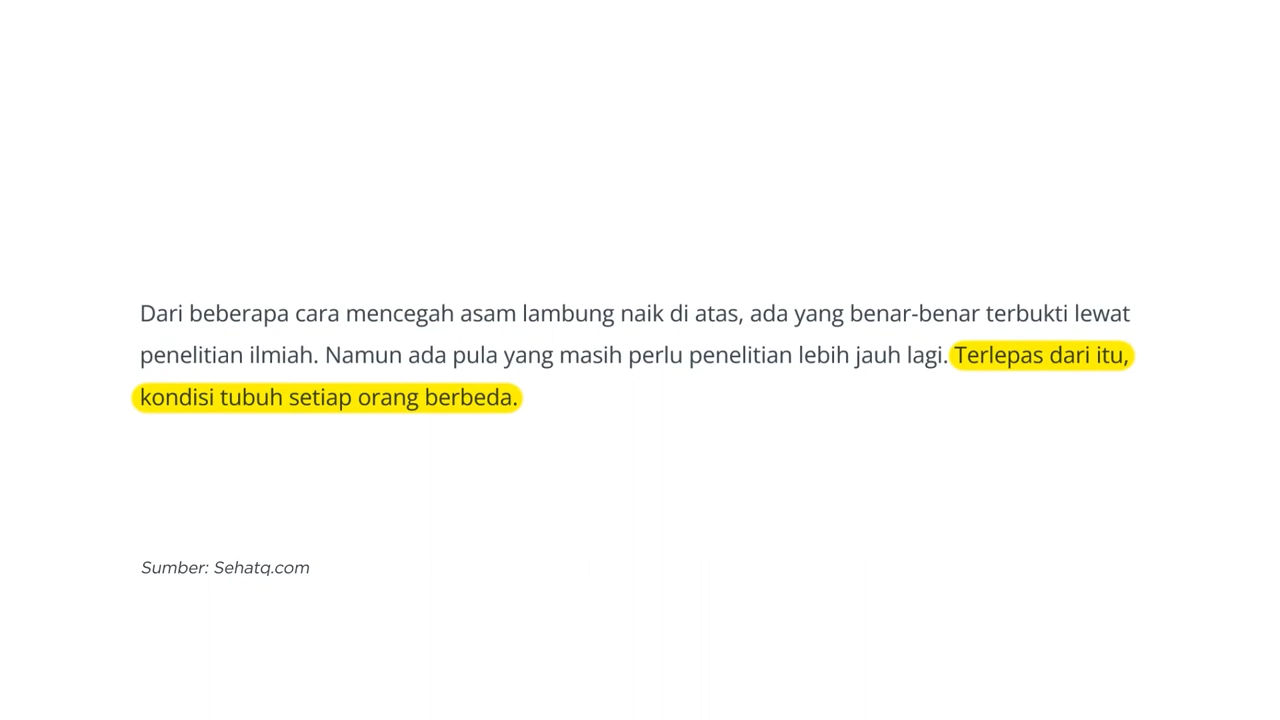 Dari beberapa cara mencegah asam lambung naik di atas, ada yang benar-benar terbukti lewat
penelitian ilmiah. Namun ada pula yang masih perlu penelitian lebih jauh lagi. Terlepas dari itu,
kondisi tubuh setiap orang berbeda.
Sumber: Sehatq.com